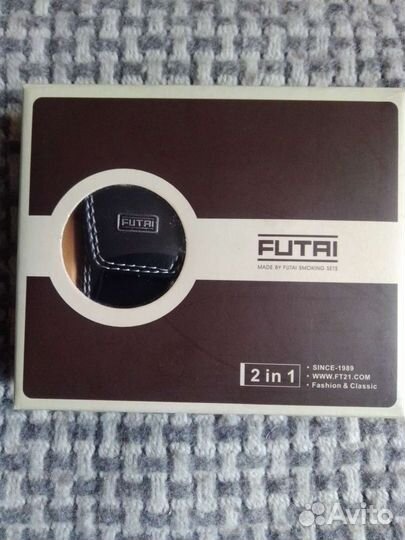 FUTAI
FUTAI
MADE BY FUTAI SMOKING SETS
2 in 1
• SINCE-1989
• WWW.FT21.COM
• Fashion & Classic
Avito